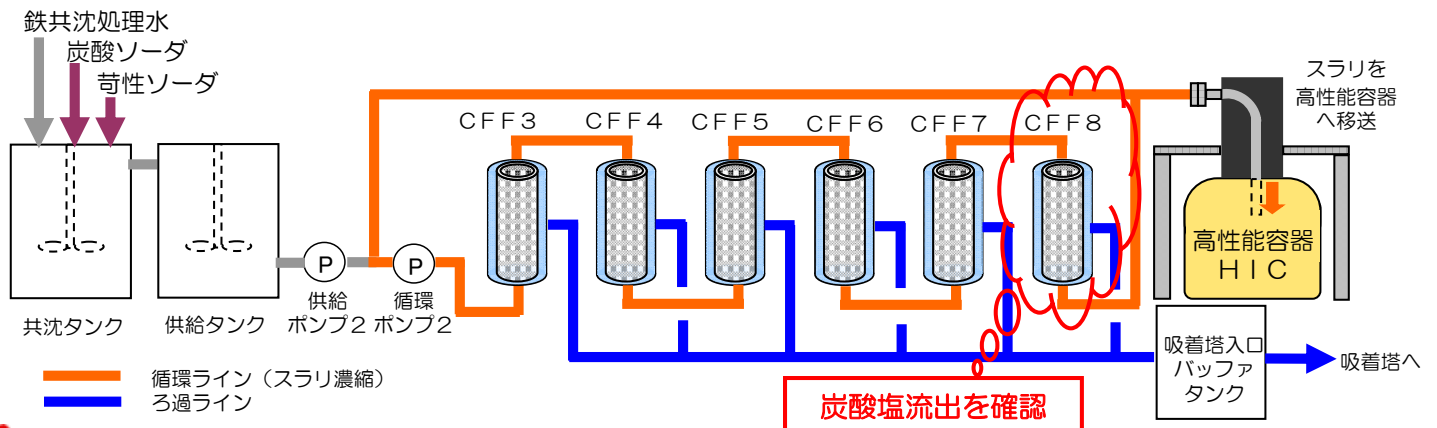 鉄共沈処理水
炭酸ソーダ
苛性ソーダ
スラリを
高性能容器
へ移送
CFF3
CFF4
CFF5
CFF6
CFF7
CFF8
高性能容器
HIC
P
P
供給
ポンプ2
循環
ポンプ2
共沈タンク
供給タンク
吸着塔入口
バッファ
タンク
吸着塔へ
循環ライン(スラリ濃縮)
ろ過ライン
炭酸塩流出を確認